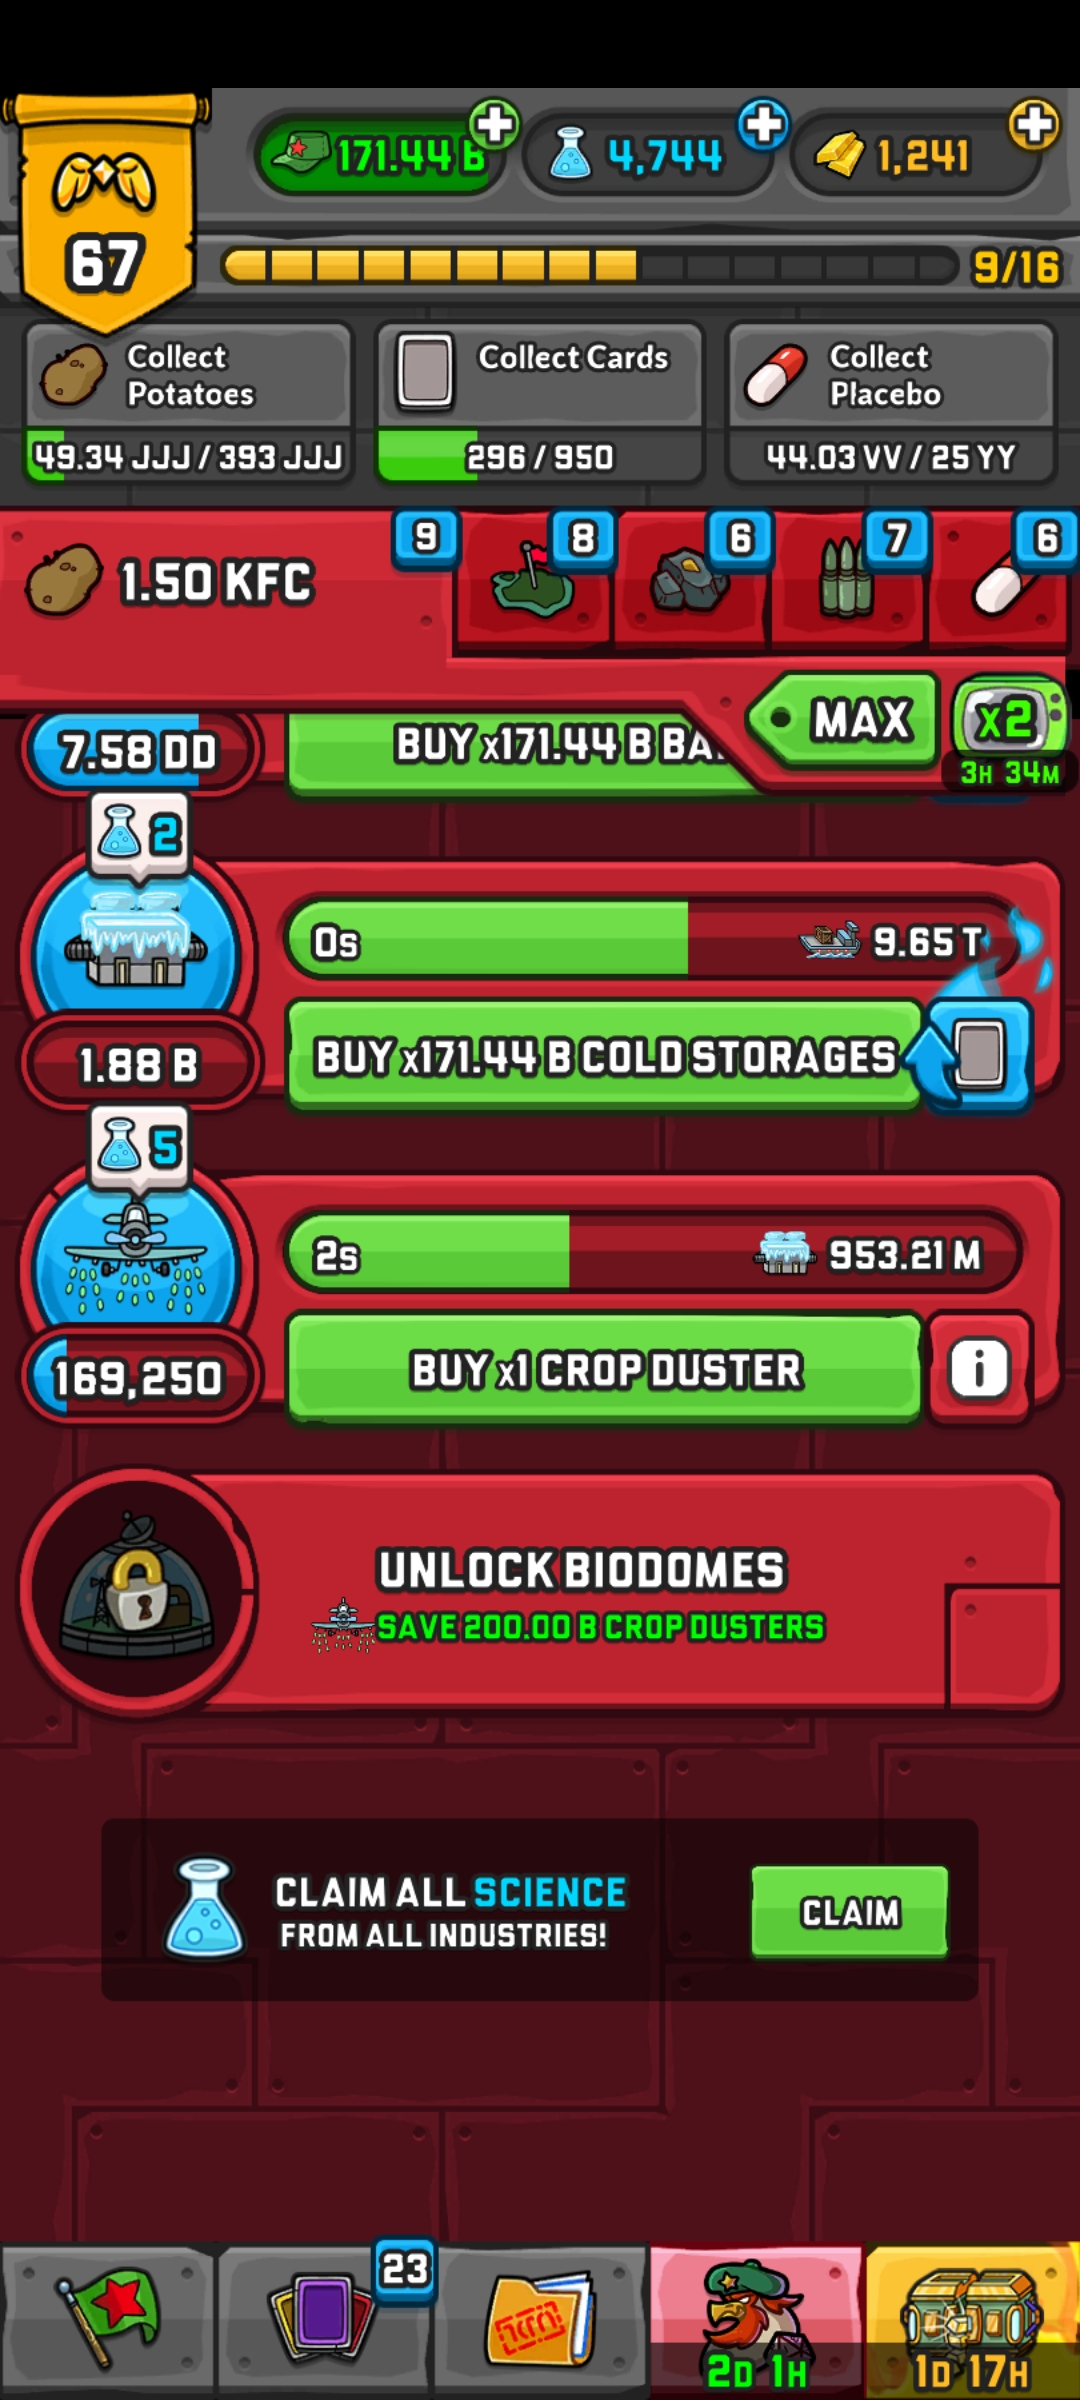 171.44 B
4,744
1,241
67
9/16
Collect
Potatoes
Collect Cards
Collect
Placebo
49.34 JJJ / 393 JJJ
296 / 950
44.03 VV / 25 YY
1.50 KFC
9
8
6
7
6
MAX
x2
3H 34M
7.58 DD
BUY x171.44 B BA
2
0s
9.65 T
1.88 B
BUY x171.44 B COLD STORAGES
5
2s
953.21 M
169,250
BUY x1 CROP DUSTER
i
UNLOCK BIODOMES
SAVE 200.00 B CROP DUSTERS
CLAIM ALL SCIENCE
FROM ALL INDUSTRIES!
CLAIM
23
2D 1H
1D 17H